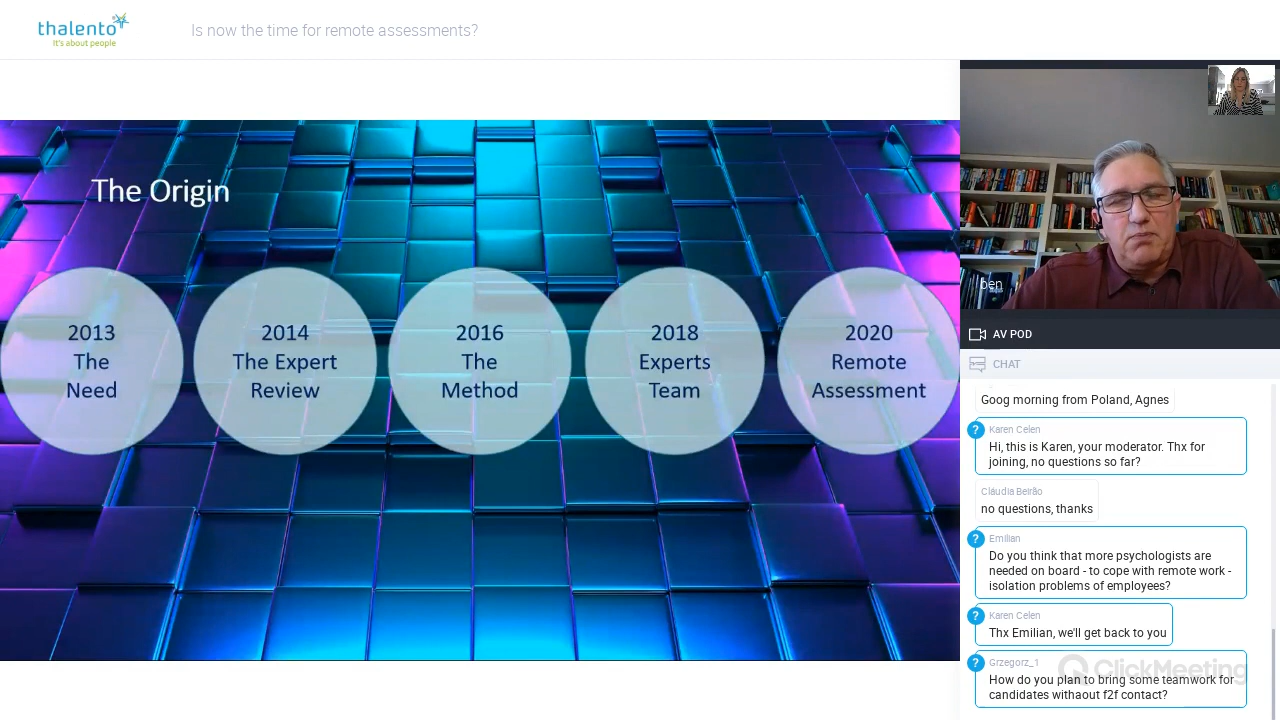 thalento
It's about people
Is now the time for remote assessments?
The Origin
2013
The
Need
2014
The Expert
Review
2016
The
Method
2018
Experts
Team
2020
Remote
Assessment
ben
AV POD
CHAT
Goog morning from Poland, Agnes
? Karen Celen
Hi, this is Karen, your moderator. Thx for
joining, no questions so far?
Cláudia Beirão
no questions, thanks
? Emilian
Do you think that more psychologists are
needed on board - to cope with remote work -
isolation problems of employees?
? Karen Celen
Thx Emilian, we'll get back to you
? Grzegorz_1
How do you plan to bring some teamwork for
candidates withaout f2f contact?
ClickMeeting